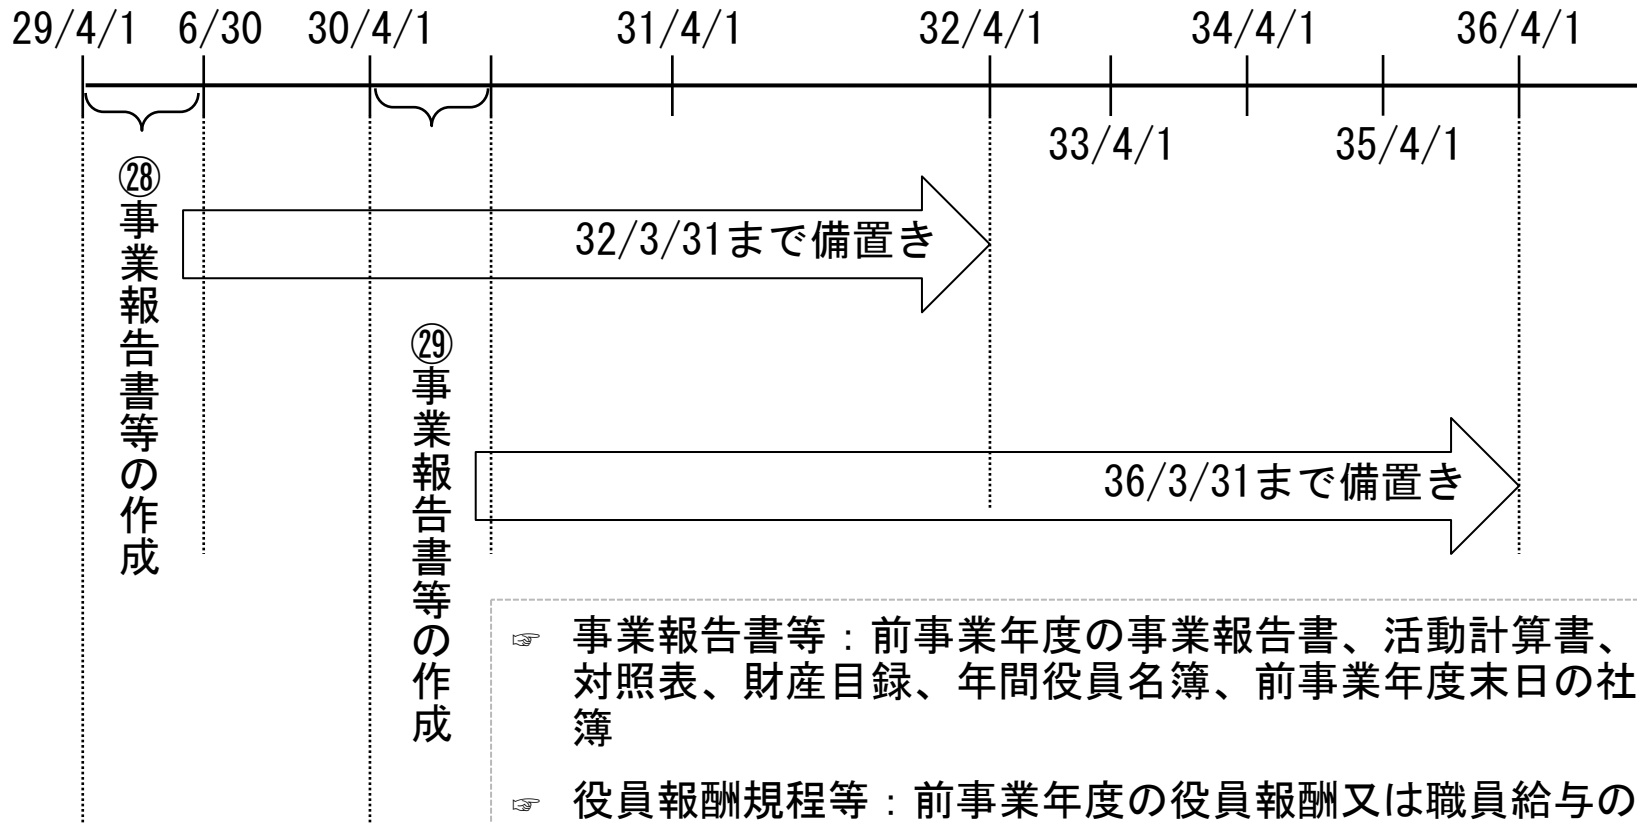 29/4/1 6/30 30/4/1 31/4/1 32/4/1 34/4/1 36/4/1
33/4/1 35/4/1
㉘事業報告書等の作成
32/3/31まで備置き
㉙事業報告書等の作成
36/3/31まで備置き
☞ 事業報告書等：前事業年度の事業報告書、活動計算書、
対照表、財産目録、年間役員名簿、前事業年度末日の社
簿
☞ 役員報酬規程等：前事業年度の役員報酬又は職員給与の